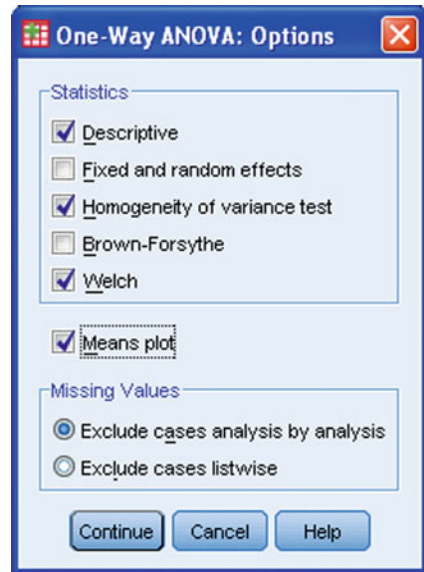 One-Way ANOVA: Options
Statistics
Descriptive
Fixed and random effects
Homogeneity of variance test
Brown-Forsythe
Welch
Means plot
Missing Values
Exclude cases analysis by analysis
Exclude cases listwise
Continue Cancel Help